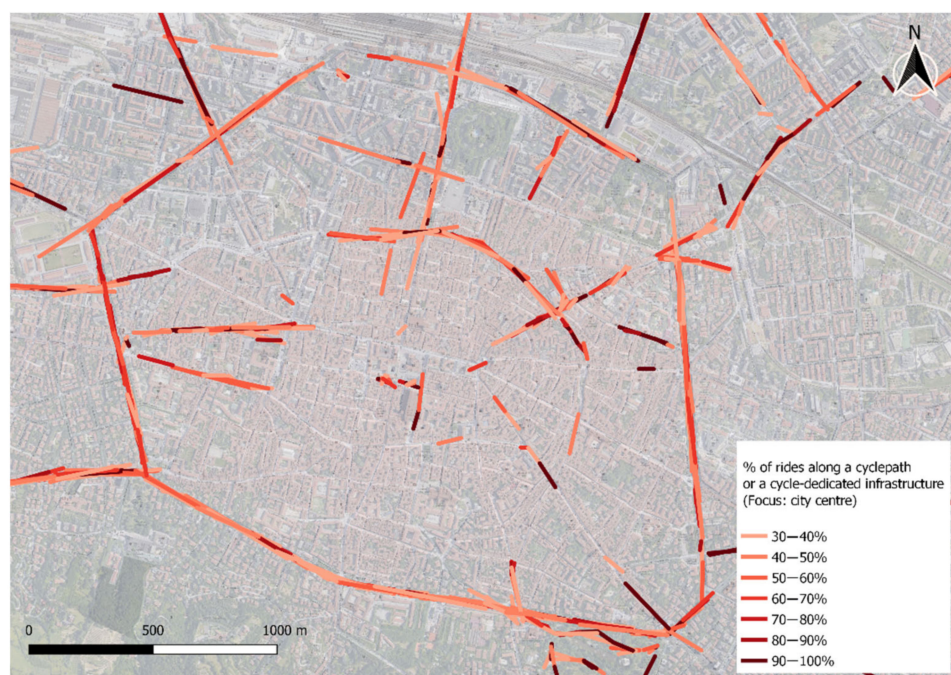 N
% of rides along a cyclepath
or a cycle-dedicated infrastructure
(Focus: city centre)
30—40%
40—50%
50—60%
60—70%
70—80%
80—90%
90—100%
0 500 1000 m